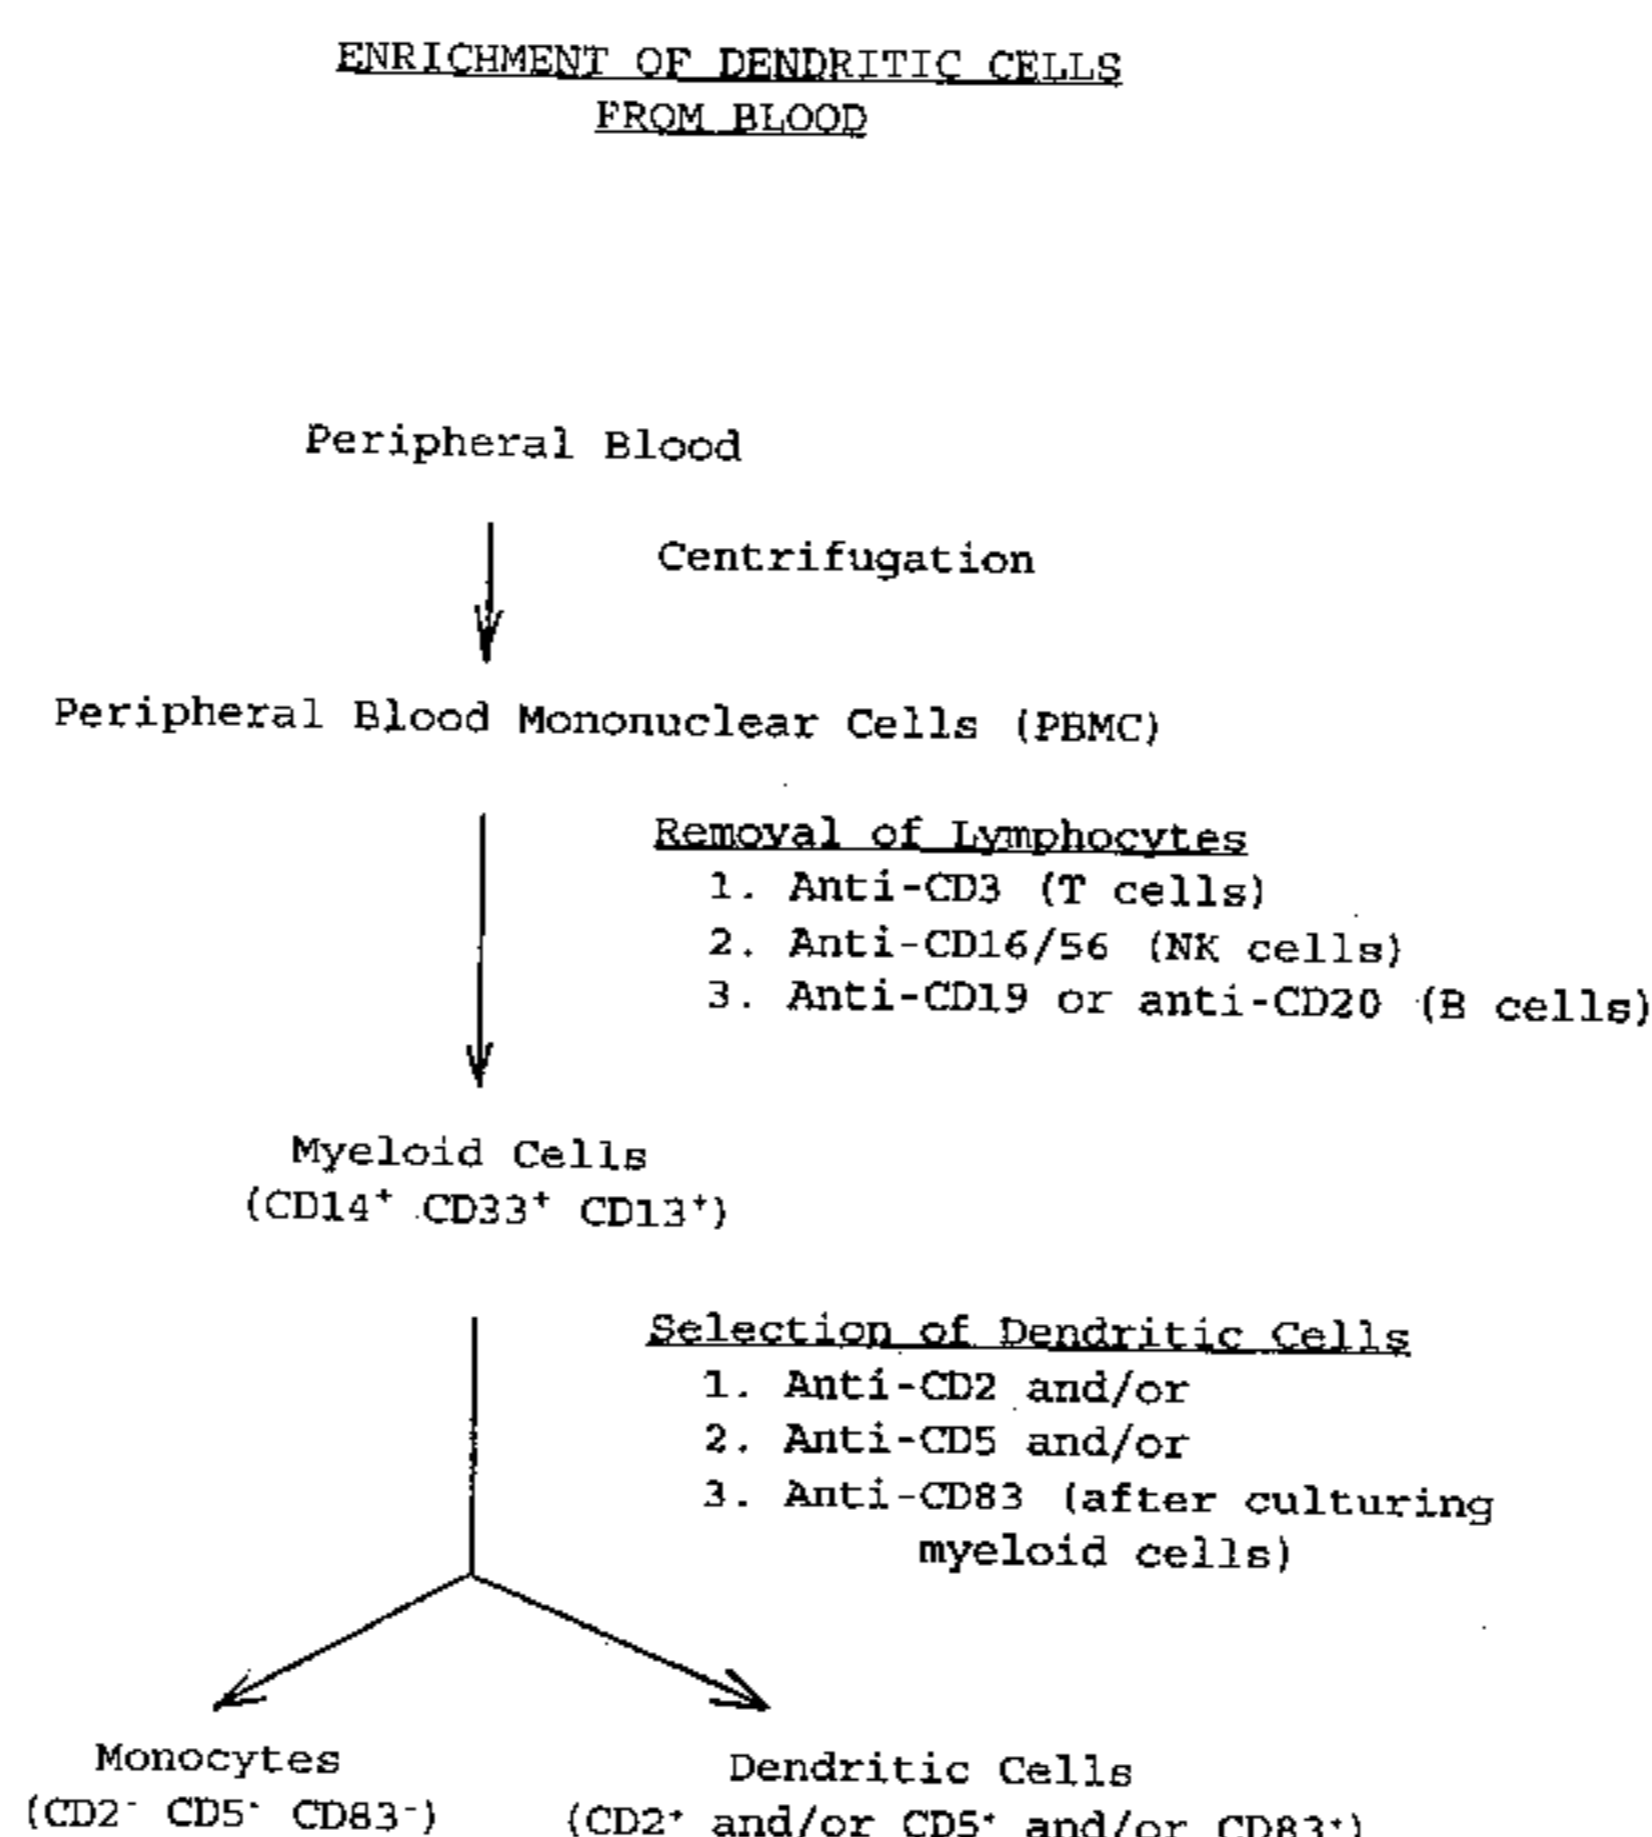 ENRICHMENT OF DENDRITIC CELLS
FROM BLOOD
Peripheral Blood
Centrifugation
Peripheral Blood Mononuclear Cells (PBMC)
Removal of Lymphocytes
1. Anti-CD3 (T cells)
2. Anti-CD16/56 (NK cells)
3. Anti-CD19 or anti-CD20 (B cells)
Myeloid Cells
(CD14⁺ CD33⁺ CD13⁺)
Selection of Dendritic Cells
1. Anti-CD2 and/or
2. Anti-CD5 and/or
3. Anti-CD83 (after culturing
myeloid cells)
Monocytes
(CD2⁻ CD5⁻ CD83⁻)
Dendritic Cells
(CD2⁺ and/or CD5⁺ and/or CD83⁺)